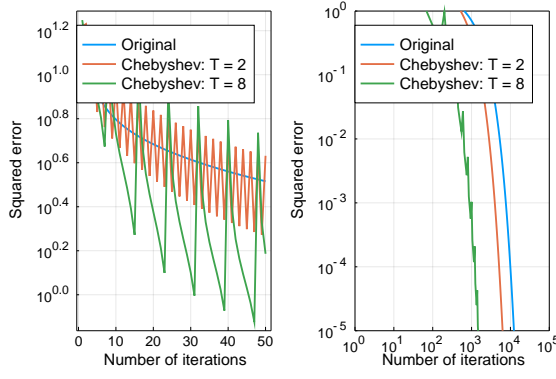 10^1.2
10^1.0
10^0.8
10^0.6
10^0.4
10^0.2
10^0.0
0
10
20
30
40
50
Squared error
Number of iterations
Original
Chebyshev: T = 2
Chebyshev: T = 8
10^0
10^-1
10^-2
10^-3
10^-4
10^-5
10^0
10^1
10^2
10^3
10^4
10^5
Squared error
Number of iterations
Original
Chebyshev: T = 2
Chebyshev: T = 8